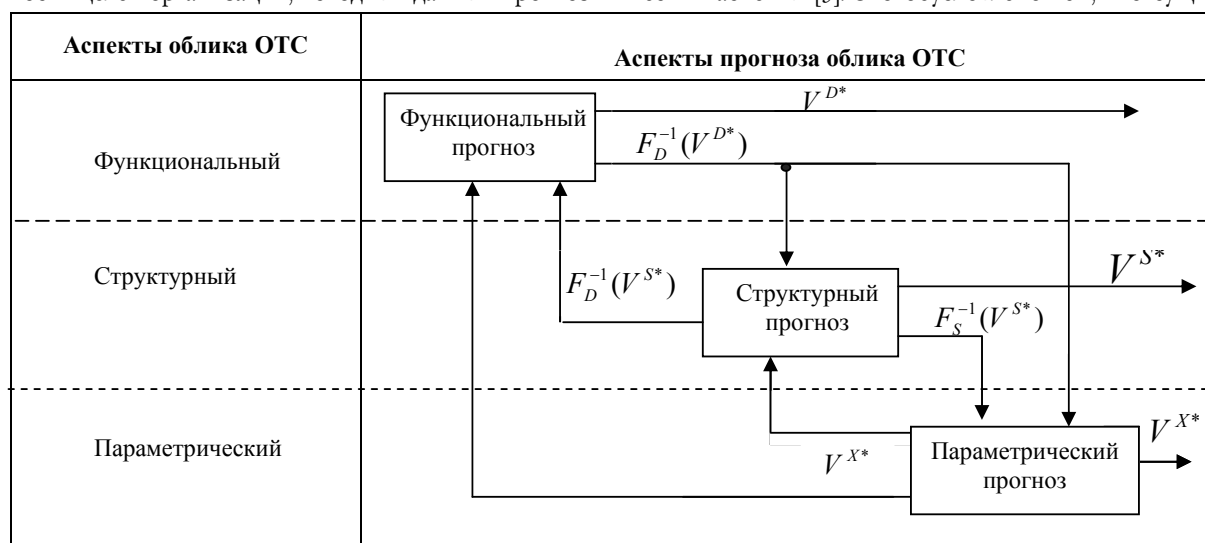 Аспекты облика ОТС
Аспекты прогноза облика ОТС
Функциональный
Функциональный
прогноз
V^{D*}
F_D^{-1}(V^{D*})
Структурный
F_D^{-1}(V^{S*})
Структурный
прогноз
V^{S*}
F_S^{-1}(V^{S*})
Параметрический
V^{X*}
Параметрический
прогноз
V^{X*}